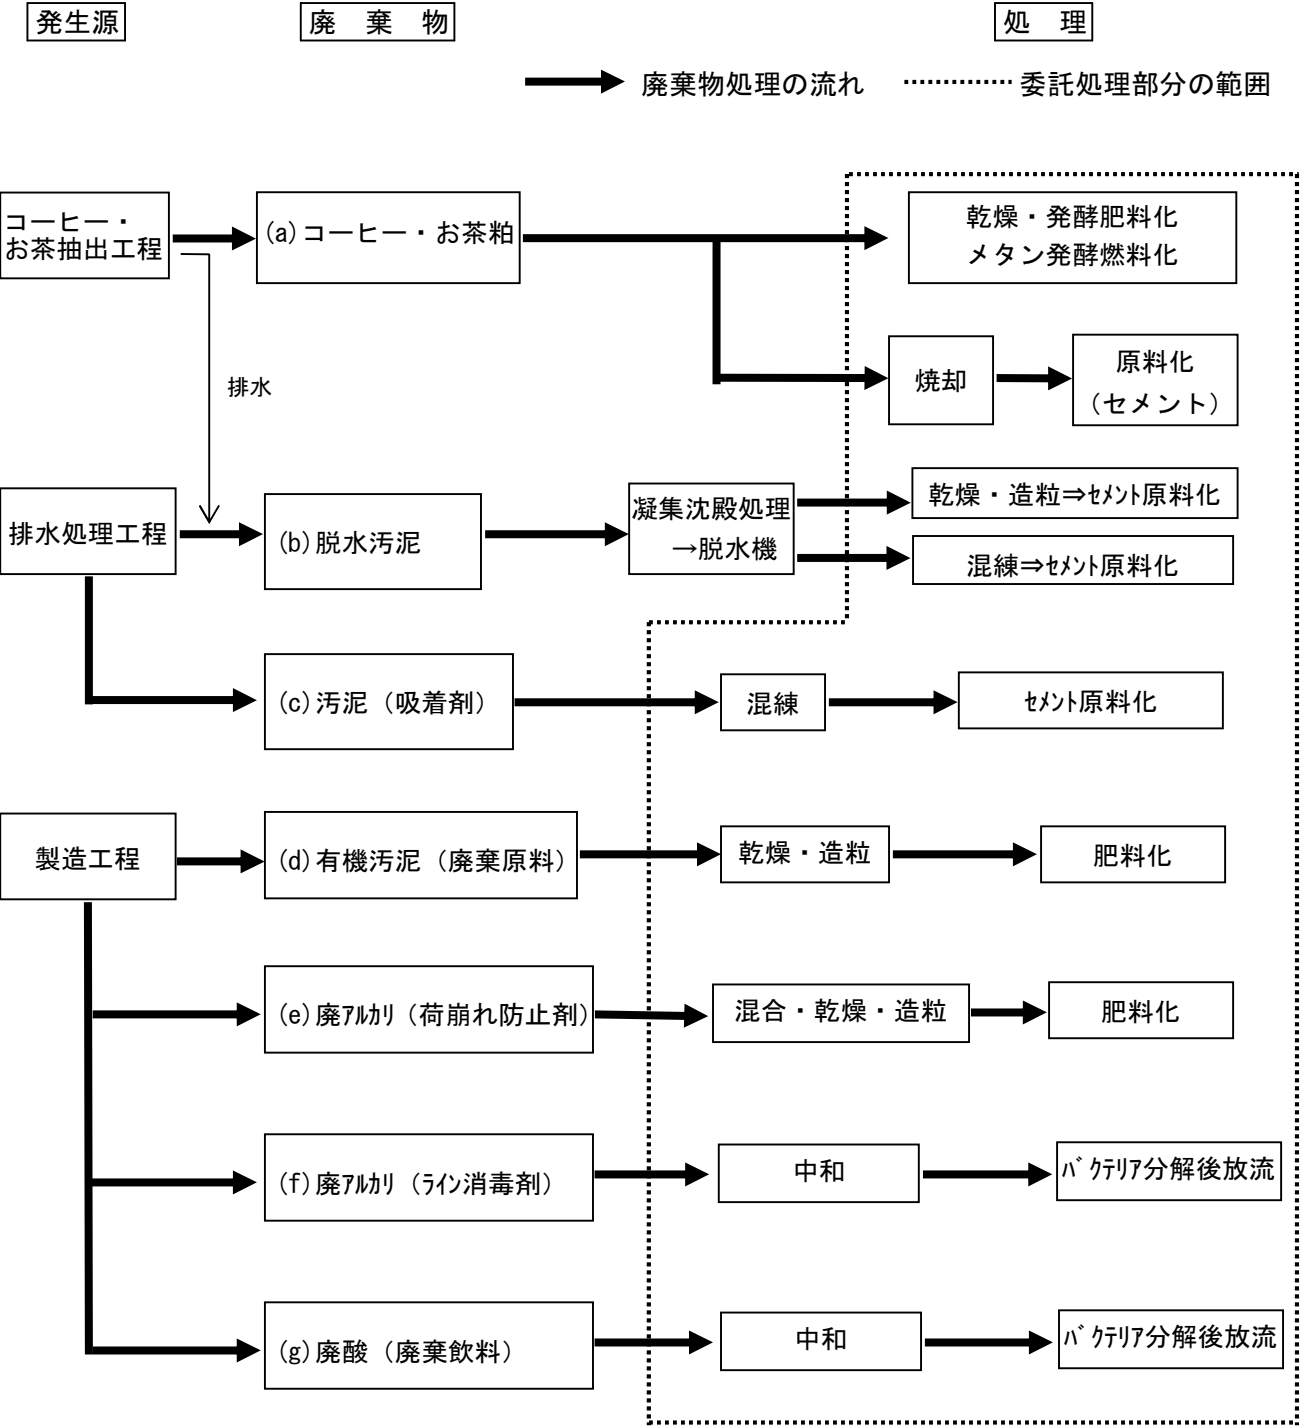 発生源
廃　棄　物
処　理
廃棄物処理の流れ
委託処理部分の範囲
コーヒー・
お茶抽出工程
(a)コーヒー・お茶粕
乾燥・発酵肥料化
メタン発酵燃料化
焼却
原料化
（セメント）
排水
排水処理工程
(b)脱水汚泥
凝集沈殿処理
→脱水機
乾燥・造粒⇒ｾﾒﾝﾄ原料化
混練⇒ｾﾒﾝﾄ原料化
(c)汚泥（吸着剤）
混練
ｾﾒﾝﾄ原料化
製造工程
(d)有機汚泥（廃棄原料）
乾燥・造粒
肥料化
(e)廃ｱﾙｶﾘ（荷崩れ防止剤）
混合・乾燥・造粒
肥料化
(f)廃ｱﾙｶﾘ（ﾗｲﾝ消毒剤）
中和
ﾊﾞｸﾃﾘｱ分解後放流
(g)廃酸（廃棄飲料）
中和
ﾊﾞｸﾃﾘｱ分解後放流